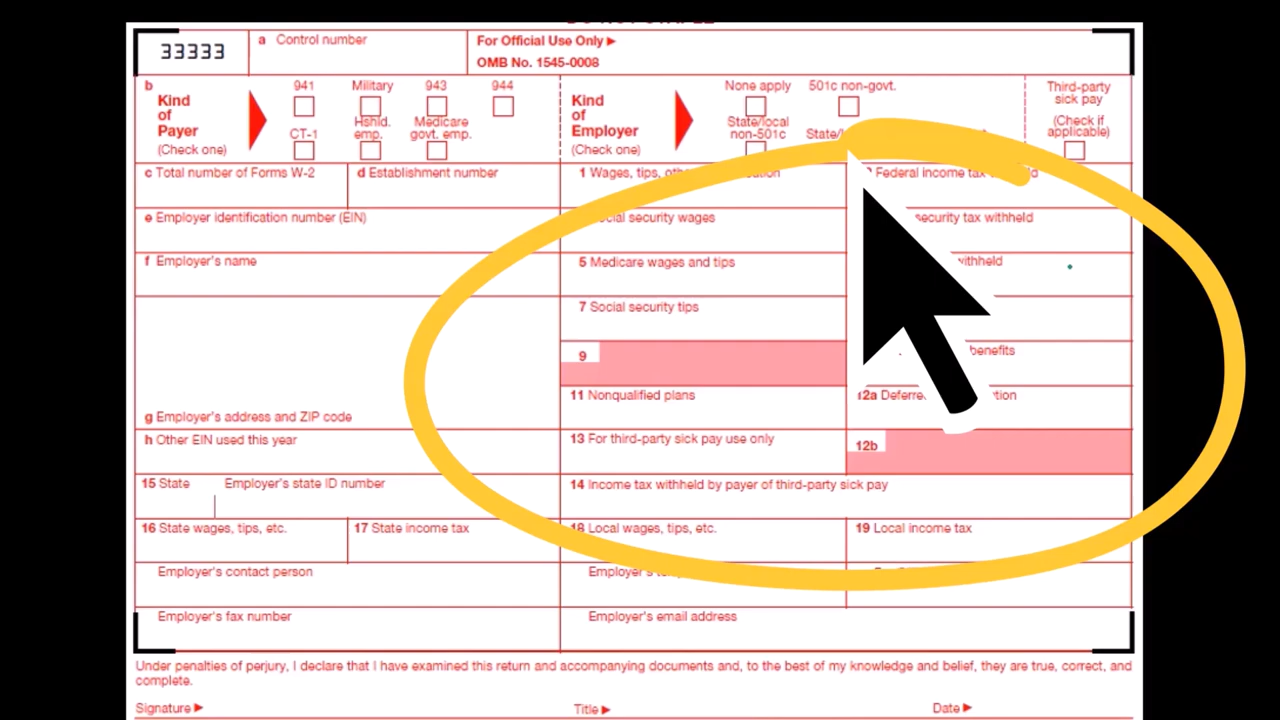 33333
a Control number
For Official Use Only ▶
OMB No. 1545-0008
b
Kind
of
Payer
(Check one)
941 Military 943 944
CT-1 Hshld. emp. Medicare govt. emp.
Kind
of
Employer
(Check one)
None apply 501c non-govt.
State/local non-501c
Third-party sick pay
(Check if applicable)
c Total number of Forms W-2
d Establishment number
1 Wages, tips,
Federal income tax
e Employer identification number (EIN)
security wages
security tax withheld
f Employer's name
5 Medicare wages and tips
withheld
7 Social security tips
9
benefits
11 Nonqualified plans
12a
g Employer's address and ZIP code
h Other EIN used this year
13 For third-party sick pay use only
12b
15 State Employer's state ID number
14 Income tax withheld by payer of third-party sick pay
16 State wages, tips, etc.
17 State income tax
18 Local wages, tips, etc.
19 Local income tax
Employer's contact person
Employer's
Employer's fax number
Employer's email address
Under penalties of perjury, I declare that I have examined this return and accompanying documents and, to the best of my knowledge and belief, they are true, correct, and
complete.
Signature ▶ Title ▶ Date ▶